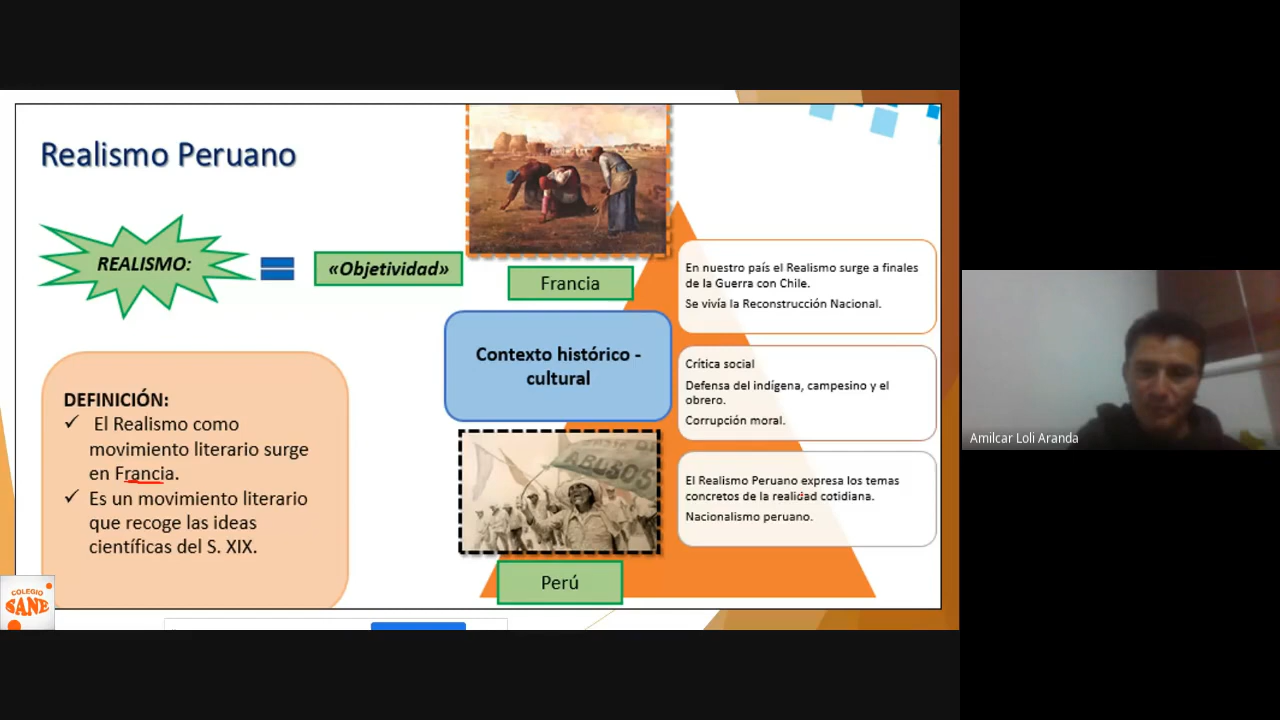 Realismo Peruano
REALISMO:
«Objetividad»
Francia
DEFINICIÓN:
El Realismo como
movimiento literario surge
en Francia.
Es un movimiento literario
que recoge las ideas
científicas del S. XIX.
Contexto histórico -
cultural
ABUSOS
Perú
En nuestro país el Realismo surge a finales
de la Guerra con Chile.
Se vivía la Reconstrucción Nacional.
Crítica social
Defensa del indígena, campesino y el
obrero.
Corrupción moral.
El Realismo Peruano expresa los temas
concretos de la realidad cotidiana.
Nacionalismo peruano.
COLEGIO
SANE
Amilcar Loli Aranda